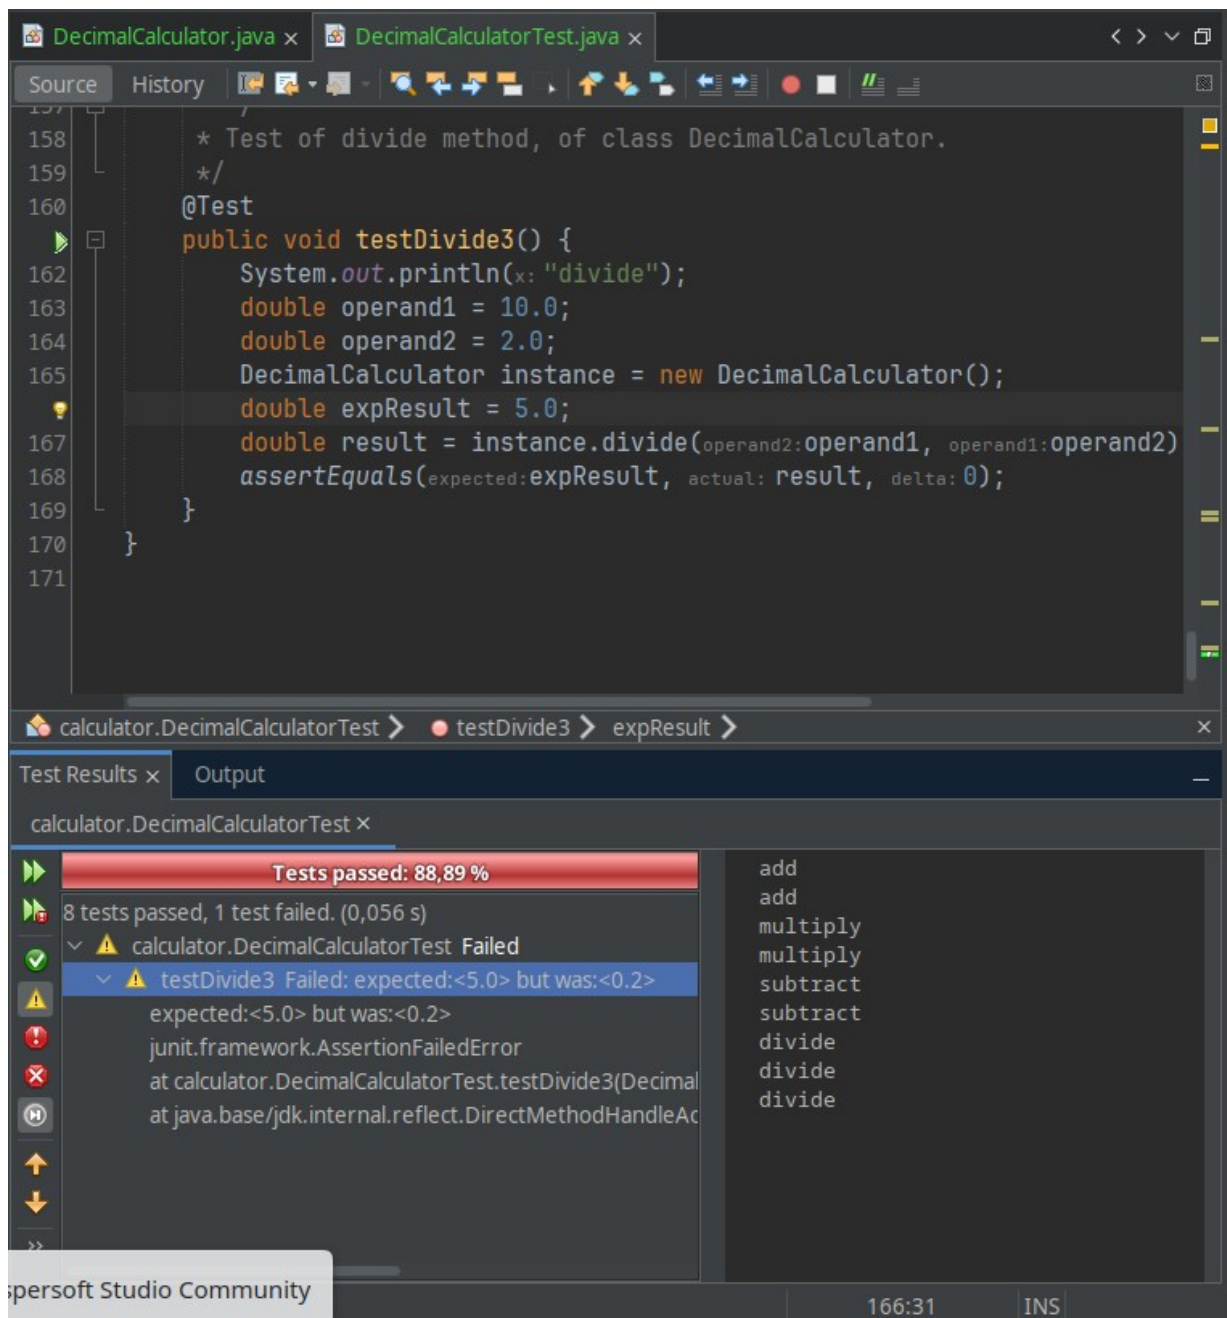 DecimalCalculator.java × DecimalCalculatorTest.java ×
Source History
157 */
158 * Test of divide method, of class DecimalCalculator.
159 */
160 @Test
public void testDivide3() {
162 System.out.println(x: "divide");
163 double operand1 = 10.0;
164 double operand2 = 2.0;
165 DecimalCalculator instance = new DecimalCalculator();
double expResult = 5.0;
167 double result = instance.divide(operand2: operand1, operand1: operand2)
168 assertEquals(expected: expResult, actual: result, delta: 0);
169 }
170 }
171
calculator.DecimalCalculatorTest testDivide3 expResult
Test Results × Output
calculator.DecimalCalculatorTest ×
Tests passed: 88,89 %
8 tests passed, 1 test failed. (0,056 s)
calculator.DecimalCalculatorTest Failed
testDivide3 Failed: expected:<5.0> but was:<0.2>
expected:<5.0> but was:<0.2>
junit.framework.AssertionFailedError
at calculator.DecimalCalculatorTest.testDivide3(Decimal
at java.base/jdk.internal.reflect.DirectMethodHandleAc
add
add
multiply
multiply
subtract
subtract
divide
divide
divide
spersoft Studio Community
166:31 INS